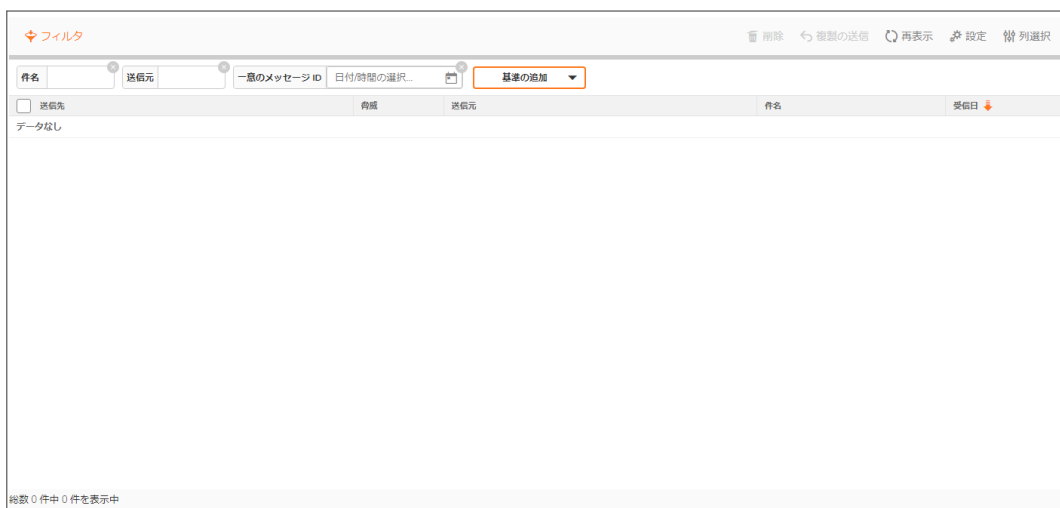 フィルタ 削除 複製の送信 再表示 設定 列選択
件名 送信元 一意のメッセージ ID 日付/時間の選択... 基準の追加
送信先 脅威 送信元 件名 受信日
データなし
総数 0 件中 0 件を表示中